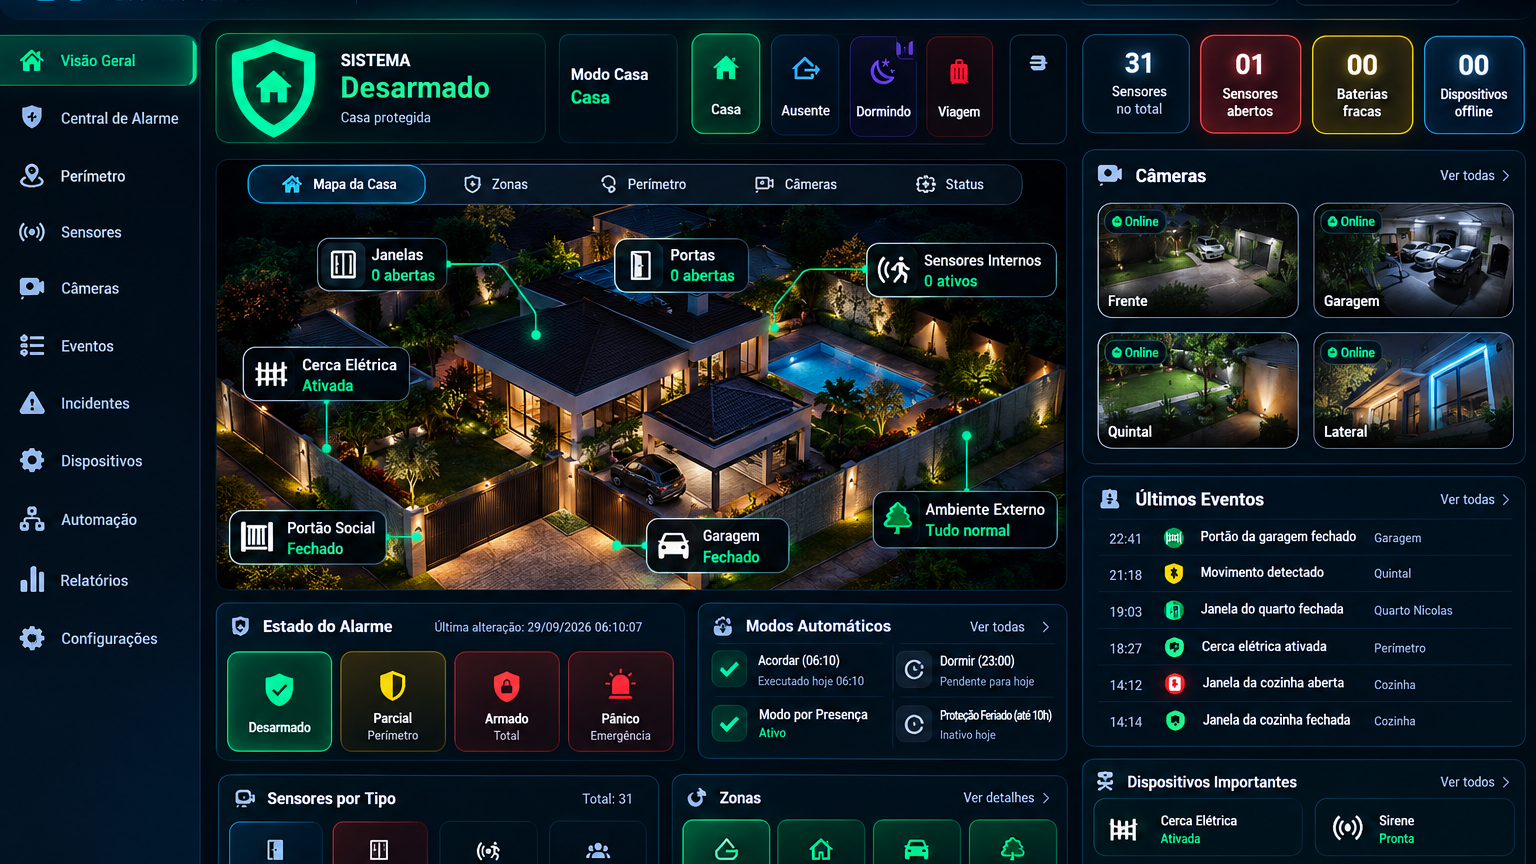 Visão Geral
Central de Alarme
Perímetro
Sensores
Câmeras
Eventos
Incidentes
Dispositivos
Automação
Relatórios
Configurações
SISTEMA
Desarmado
Casa protegida
Modo Casa
Casa
Casa
Ausente
Dormindo
Viagem
31
Sensores
no total
01
Sensores
abertos
00
Baterias
fracas
00
Dispositivos
offline
Mapa da Casa
Zonas
Perímetro
Câmeras
Status
Janelas
0 abertas
Portas
0 abertas
Sensores Internos
0 ativos
Cerca Elétrica
Ativada
Portão Social
Fechado
Garagem
Fechado
Ambiente Externo
Tudo normal
Câmeras
Ver todas
Online
Frente
Online
Garagem
Online
Quintal
Online
Lateral
Últimos Eventos
Ver todas
22:41 Portão da garagem fechado Garagem
21:18 Movimento detectado Quintal
19:03 Janela do quarto fechada Quarto Nicolas
18:27 Cerca elétrica ativada Perímetro
14:12 Janela da cozinha aberta Cozinha
14:14 Janela da cozinha fechada Cozinha
Estado do Alarme
Última alteração: 29/09/2026 06:10:07
Desarmado
Parcial
Perímetro
Armado
Total
Pânico
Emergência
Modos Automáticos
Ver todas
Acordar (06:10)
Executado hoje 06:10
Dormir (23:00)
Pendente para hoje
Modo por Presença
Ativo
Proteção Feriado (até 10h)
Inativo hoje
Sensores por Tipo
Total: 31
Zonas
Ver detalhes
Dispositivos Importantes
Ver todos
Cerca Elétrica
Ativada
Sirene
Pronta